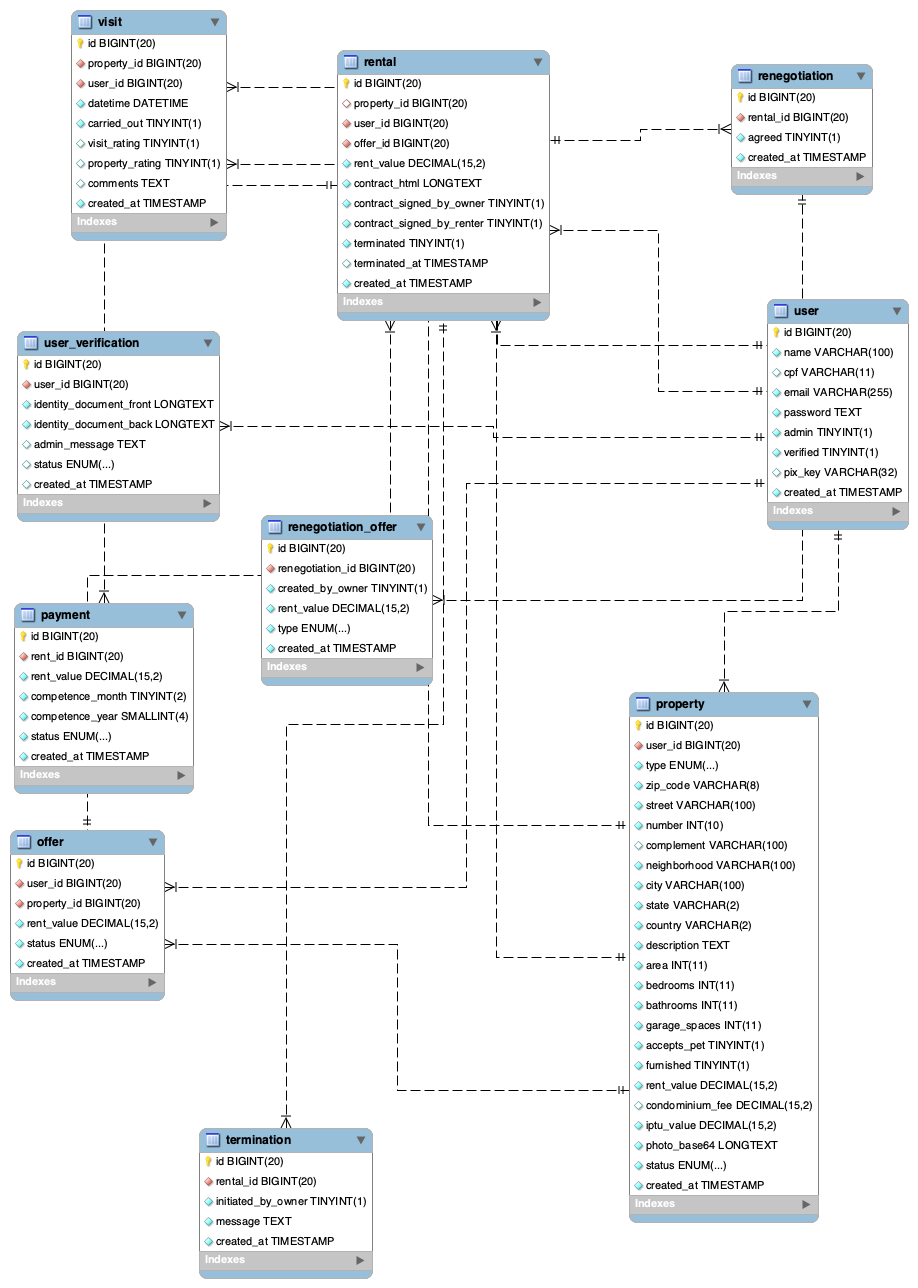 visit
id BIGINT(20)
property_id BIGINT(20)
user_id BIGINT(20)
datetime DATETIME
carried_out TINYINT(1)
visit_rating TINYINT(1)
property_rating TINYINT(1)
comments TEXT
created_at TIMESTAMP
Indexes
rental
id BIGINT(20)
property_id BIGINT(20)
user_id BIGINT(20)
offer_id BIGINT(20)
rent_value DECIMAL(15,2)
contract_html LONGTEXT
contract_signed_by_owner TINYINT(1)
contract_signed_by_renter TINYINT(1)
terminated TINYINT(1)
terminated_at TIMESTAMP
created_at TIMESTAMP
Indexes
renegotiation
id BIGINT(20)
rental_id BIGINT(20)
agreed TINYINT(1)
created_at TIMESTAMP
Indexes
user
id BIGINT(20)
name VARCHAR(100)
cpf VARCHAR(11)
email VARCHAR(255)
password TEXT
admin TINYINT(1)
verified TINYINT(1)
pix_key VARCHAR(32)
created_at TIMESTAMP
Indexes
user_verification
id BIGINT(20)
user_id BIGINT(20)
identity_document_front LONGTEXT
identity_document_back LONGTEXT
admin_message TEXT
status ENUM(...)
created_at TIMESTAMP
Indexes
renegotiation_offer
id BIGINT(20)
renegotiation_id BIGINT(20)
created_by_owner TINYINT(1)
rent_value DECIMAL(15,2)
type ENUM(...)
created_at TIMESTAMP
Indexes
payment
id BIGINT(20)
rent_id BIGINT(20)
rent_value DECIMAL(15,2)
competence_month TINYINT(2)
competence_year SMALLINT(4)
status ENUM(...)
created_at TIMESTAMP
Indexes
property
id BIGINT(20)
user_id BIGINT(20)
type ENUM(...)
zip_code VARCHAR(8)
street VARCHAR(100)
number INT(10)
complement VARCHAR(100)
neighborhood VARCHAR(100)
city VARCHAR(100)
state VARCHAR(2)
country VARCHAR(2)
description TEXT
area INT(11)
bedrooms INT(11)
bathrooms INT(11)
garage_spaces INT(11)
accepts_pet TINYINT(1)
furnished TINYINT(1)
rent_value DECIMAL(15,2)
condominium_fee DECIMAL(15,2)
iptu_value DECIMAL(15,2)
photo_base64 LONGTEXT
status ENUM(...)
created_at TIMESTAMP
Indexes
offer
id BIGINT(20)
user_id BIGINT(20)
property_id BIGINT(20)
rent_value DECIMAL(15,2)
status ENUM(...)
created_at TIMESTAMP
Indexes
termination
id BIGINT(20)
rental_id BIGINT(20)
initiated_by_owner TINYINT(1)
message TEXT
created_at TIMESTAMP
Indexes